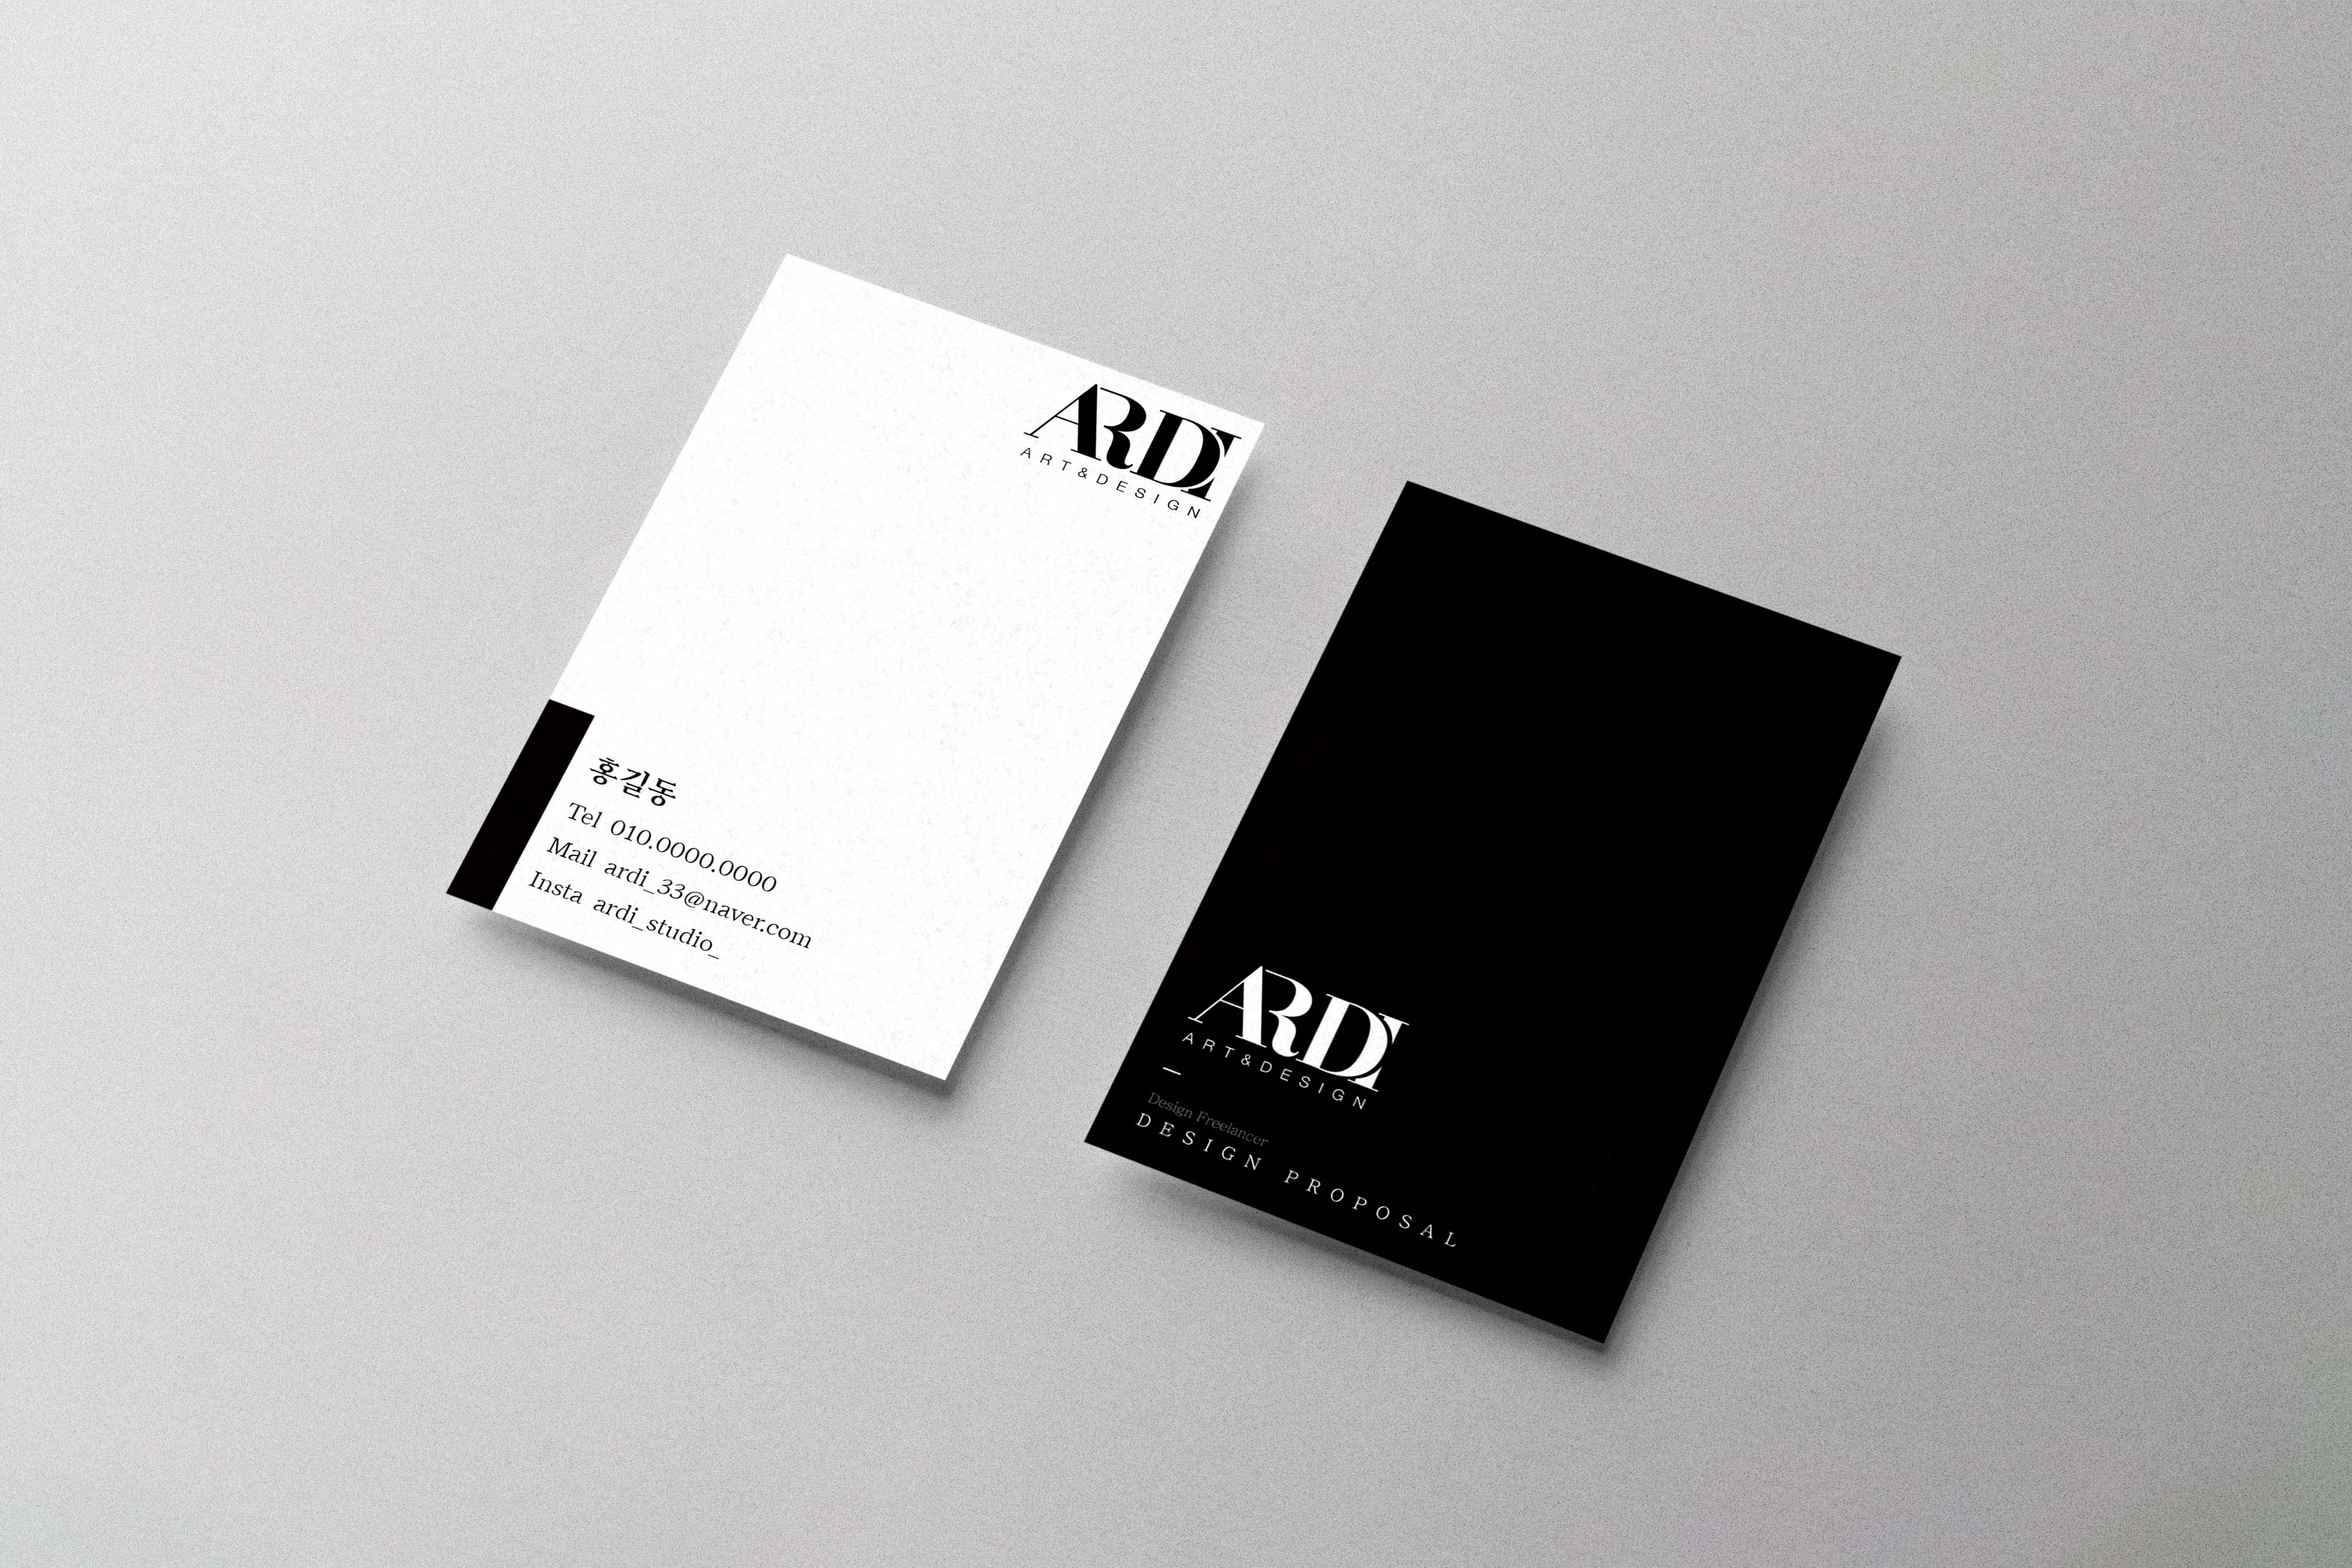 ARDI
ART&DESIGN
홍길동
Tel 010.0000.0000
Mail ardi_33@naver.com
Insta ardi_studio_
ARDI
ART&DESIGN
Design Freelancer
DESIGN PROPOSAL